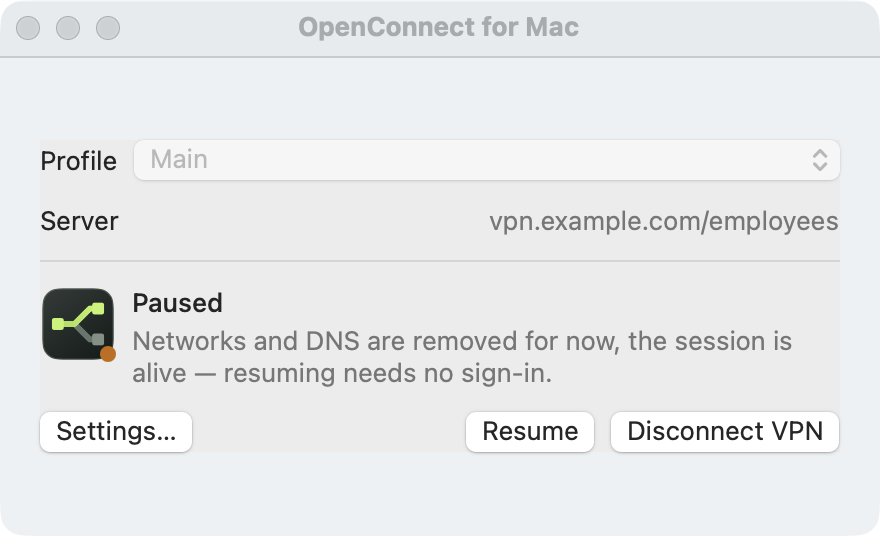 OpenConnect for Mac
Profile
Main
Server
vpn.example.com/employees
Paused
Networks and DNS are removed for now, the session is
alive — resuming needs no sign-in.
Settings...
Resume
Disconnect VPN